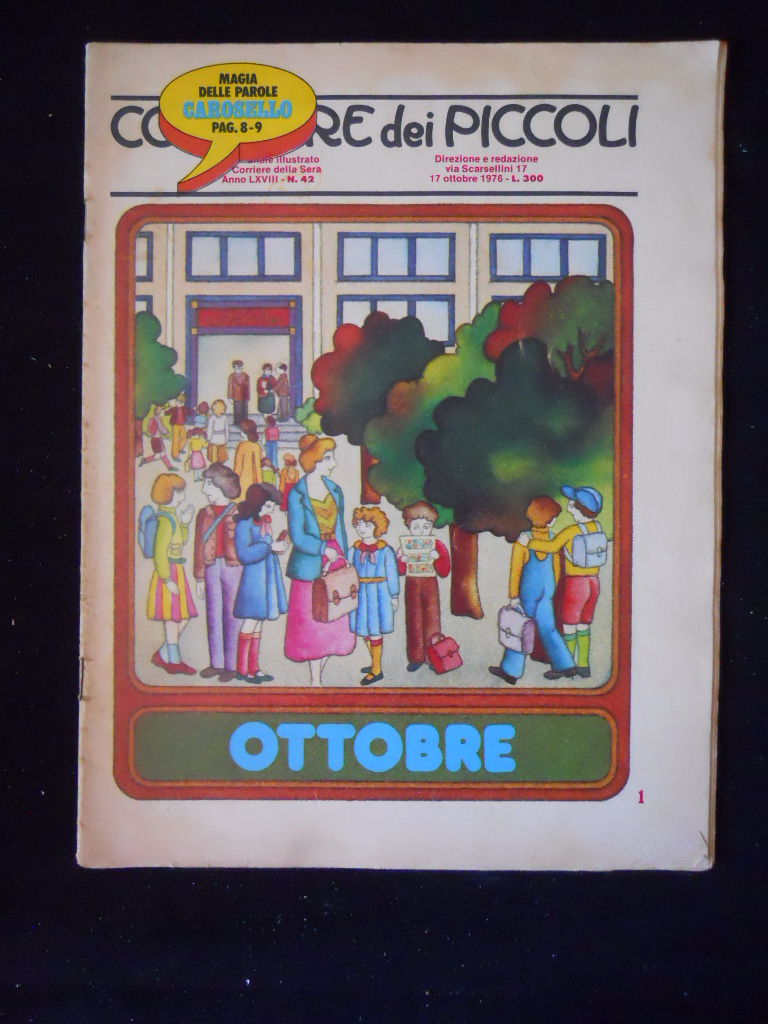 MAGIA
DELLE PAROLE
CAROSELLO
PAG. 8-9
CO RE dei PICCOLI
illustrato
Corriere della Sera
Anno LXVIII - N. 42
Direzione e redazione
via Scarsellini 17
17 ottobre 1976 - L. 300
OTTOBRE
1